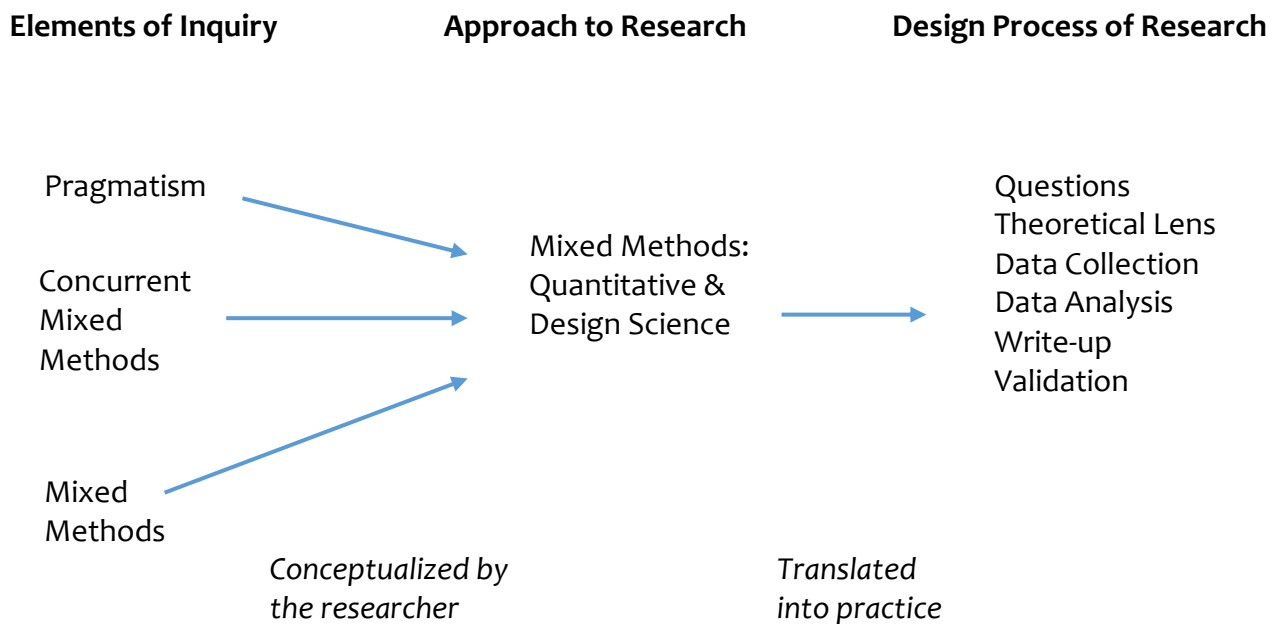 Elements of Inquiry
Approach to Research
Design Process of Research
Pragmatism
Concurrent
Mixed
Methods
Mixed
Methods
Conceptualized by
the researcher
Mixed Methods:
Quantitative &
Design Science
Translated
into practice
Questions
Theoretical Lens
Data Collection
Data Analysis
Write-up
Validation